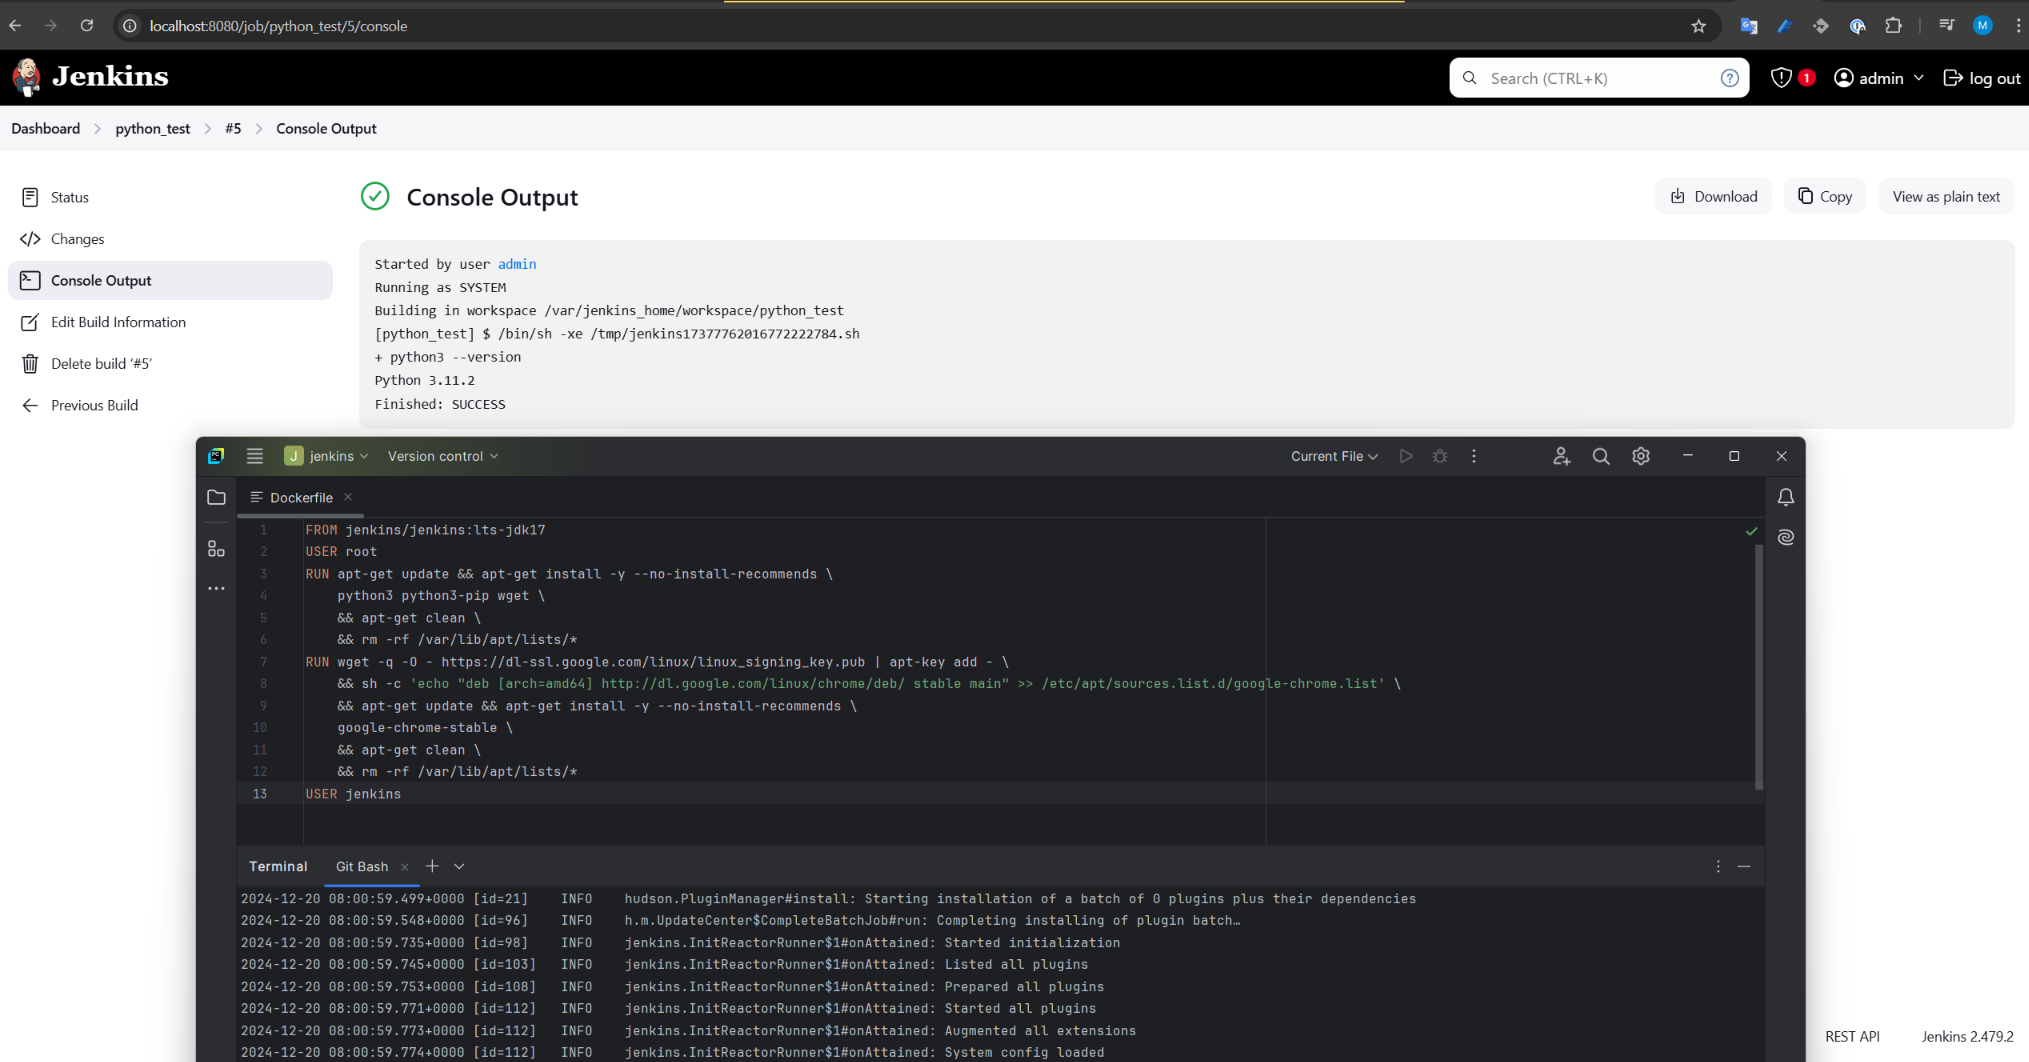 localhost:8080/job/python_test/5/console
M
Jenkins
Search (CTRL+K)
1
admin
log out
Dashboard > python_test > #5 > Console Output
Status
Changes
Console Output
Edit Build Information
Delete build ‘#5’
Previous Build
Console Output
Download
Copy
View as plain text
Started by user admin
Running as SYSTEM
Building in workspace /var/jenkins_home/workspace/python_test
[python_test] $ /bin/sh -xe /tmp/jenkins17377762016772222784.sh
+ python3 --version
Python 3.11.2
Finished: SUCCESS
PC
J jenkins
Version control
Current File
Dockerfile
1 FROM jenkins/jenkins:lts-jdk17
2 USER root
3 RUN apt-get update && apt-get install -y --no-install-recommends \
4 python3 python3-pip wget \
5 && apt-get clean \
6 && rm -rf /var/lib/apt/lists/*
7 RUN wget -q -O - https://dl-ssl.google.com/linux/linux_signing_key.pub | apt-key add - \
8 && sh -c 'echo "deb [arch=amd64] http://dl.google.com/linux/chrome/deb/ stable main" >> /etc/apt/sources.list.d/google-chrome.list' \
9 && apt-get update && apt-get install -y --no-install-recommends \
10 google-chrome-stable \
11 && apt-get clean \
12 && rm -rf /var/lib/apt/lists/*
13 USER jenkins
Terminal
Git Bash
2024-12-20 08:00:59.499+0000 [id=21] INFO hudson.PluginManager#install: Starting installation of a batch of 0 plugins plus their dependencies
2024-12-20 08:00:59.548+0000 [id=96] INFO h.m.UpdateCenter$CompleteBatchJob#run: Completing installing of plugin batch…
2024-12-20 08:00:59.735+0000 [id=98] INFO jenkins.InitReactorRunner$1#onAttained: Started initialization
2024-12-20 08:00:59.745+0000 [id=103] INFO jenkins.InitReactorRunner$1#onAttained: Listed all plugins
2024-12-20 08:00:59.753+0000 [id=108] INFO jenkins.InitReactorRunner$1#onAttained: Prepared all plugins
2024-12-20 08:00:59.771+0000 [id=112] INFO jenkins.InitReactorRunner$1#onAttained: Started all plugins
2024-12-20 08:00:59.773+0000 [id=112] INFO jenkins.InitReactorRunner$1#onAttained: Augmented all extensions
2024-12-20 08:00:59.774+0000 [id=112] INFO jenkins.InitReactorRunner$1#onAttained: System config loaded
REST API
Jenkins 2.479.2